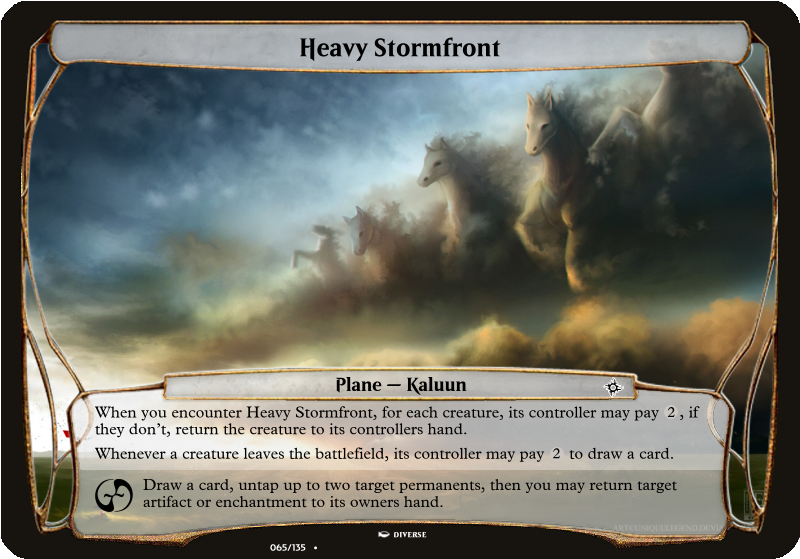 Heavy Stormfront
Plane — Kaluun
When you encounter Heavy Stormfront, for each creature, its controller may pay 2, if
they don't, return the creature to its controllers hand.
Whenever a creature leaves the battlefield, its controller may pay 2 to draw a card.
Draw a card, untap up to two target permanents, then you may return target
artifact or enchantment to its owners hand.
DIVERSE
065/135 •